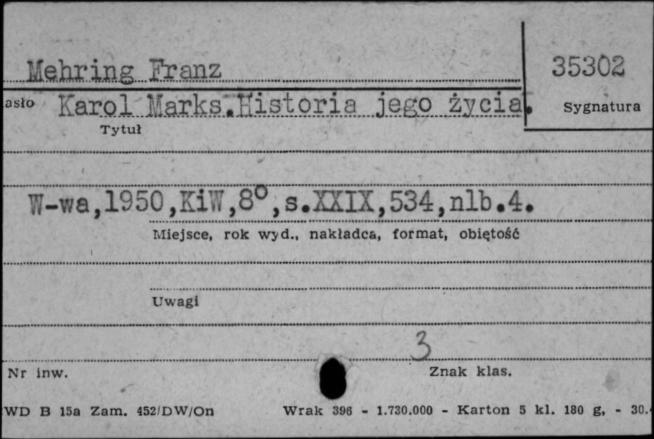 Mehring Franz
35302
asło Karol Marks.Historia jego życia.
Sygnatura
Tytuł
W-wa,1950,KiW,8°,s.XXIX,534,nlb.4.
Miejsce, rok wyd., nakładca, format, objętość
Uwagi
3
Nr inw.
Znak klas.
WD B 15a Zam. 452/DW/On Wrak 396 - 1.730.000 - Karton 5 kl. 180 g, - 30.